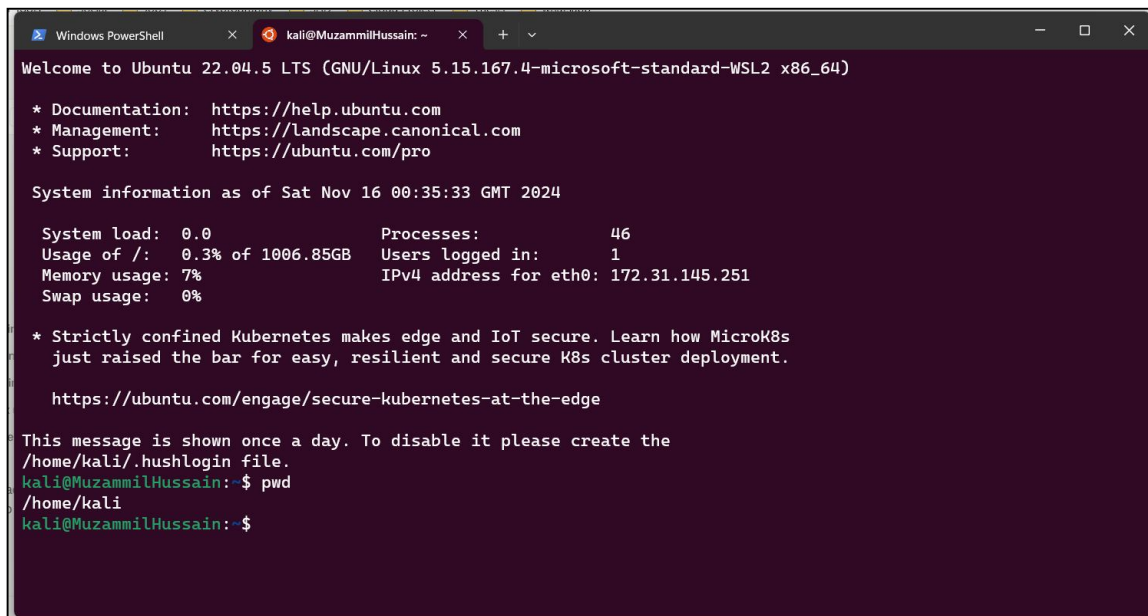 Windows PowerShell
kali@MuzammilHussain: ~
Welcome to Ubuntu 22.04.5 LTS (GNU/Linux 5.15.167.4-microsoft-standard-WSL2 x86_64)
* Documentation:  https://help.ubuntu.com
* Management:     https://landscape.canonical.com
* Support:        https://ubuntu.com/pro
System information as of Sat Nov 16 00:35:33 GMT 2024
System load:  0.0                Processes:             46
Usage of /:   0.3% of 1006.85GB  Users logged in:       1
Memory usage: 7%                 IPv4 address for eth0: 172.31.145.251
Swap usage:   0%
* Strictly confined Kubernetes makes edge and IoT secure. Learn how MicroK8s
just raised the bar for easy, resilient and secure K8s cluster deployment.
https://ubuntu.com/engage/secure-kubernetes-at-the-edge
This message is shown once a day. To disable it please create the
/home/kali/.hushlogin file.
kali@MuzammilHussain:~$ pwd
/home/kali
kali@MuzammilHussain:~$